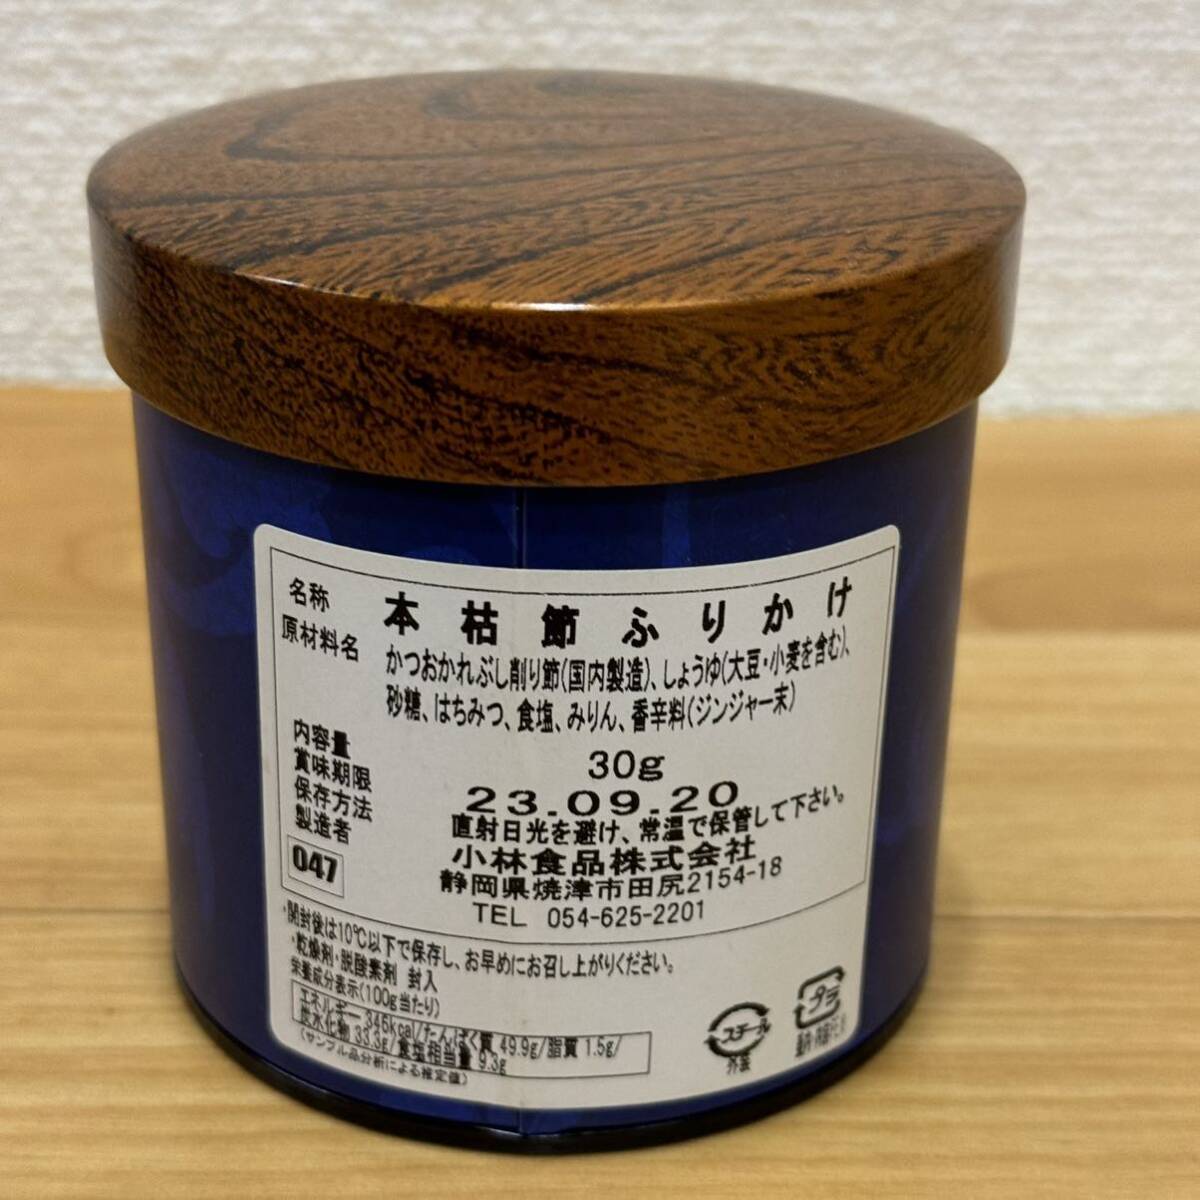 名称 本枯節ふりかけ
原材料名 かつおかれぶし削り節(国内製造)、しょうゆ(大豆・小麦を含む)、
砂糖、はちみつ、食塩、みりん、香辛料(ジンジャー末)
内容量 30g
賞味期限 23.09.20
保存方法 直射日光を避け、常温で保管して下さい。
製造者 小林食品株式会社
047 静岡県焼津市田尻2154-18
TEL 054-625-2201
・開封後は10℃以下で保存し、お早めにお召し上がりください。
・乾燥剤・脱酸素剤 封入
栄養成分表示(100g当たり)
エネルギー 346kcal/たんぱく質 49.9g/脂質 1.5g/
炭水化物 33.3g/食塩相当量 9.3g
(サンプル品分析による推定値)
スチール
外装
プラ